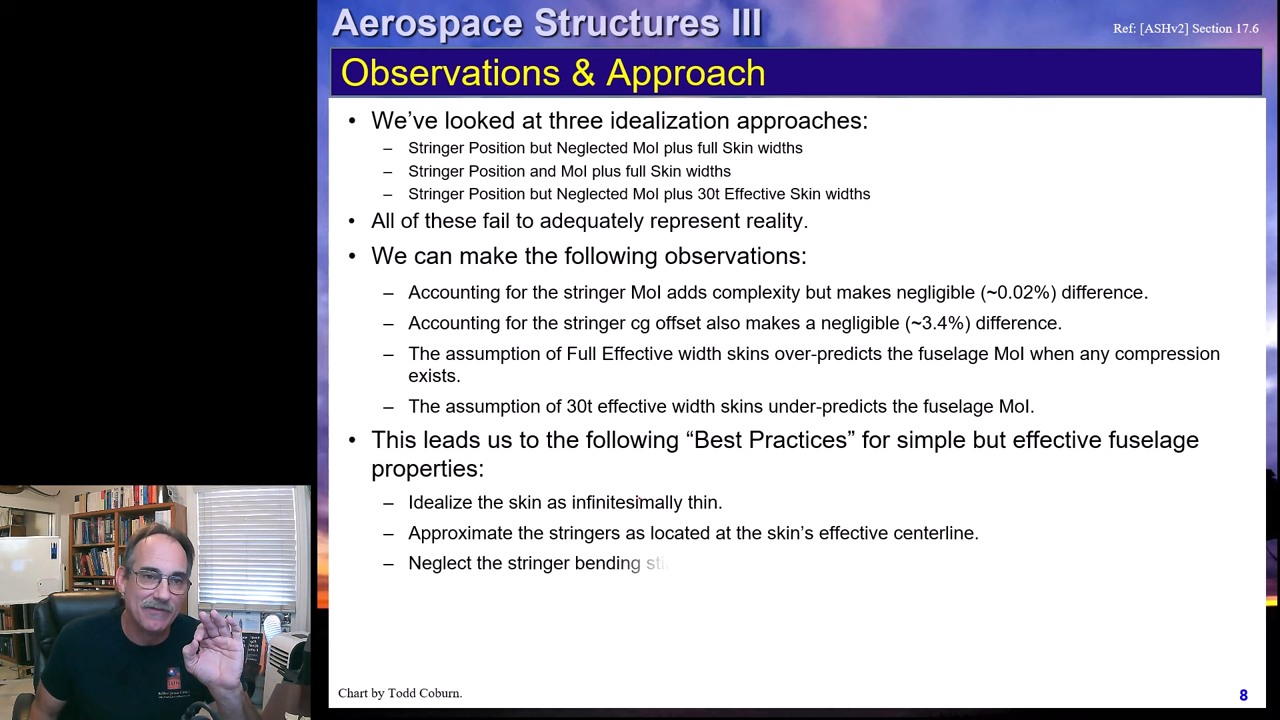 Aerospace Structures III
Ref: [ASHv2] Section 17.6
Observations & Approach
• We’ve looked at three idealization approaches:
– Stringer Position but Neglected MoI plus full Skin widths
– Stringer Position and MoI plus full Skin widths
– Stringer Position but Neglected MoI plus 30t Effective Skin widths
• All of these fail to adequately represent reality.
• We can make the following observations:
– Accounting for the stringer MoI adds complexity but makes negligible (~0.02%) difference.
– Accounting for the stringer cg offset also makes a negligible (~3.4%) difference.
– The assumption of Full Effective width skins over-predicts the fuselage MoI when any compression
exists.
– The assumption of 30t effective width skins under-predicts the fuselage MoI.
• This leads us to the following “Best Practices” for simple but effective fuselage
properties:
– Idealize the skin as infinitesimally thin.
– Approximate the stringers as located at the skin’s effective centerline.
– Neglect the stringer bending
Chart by Todd Coburn.
8